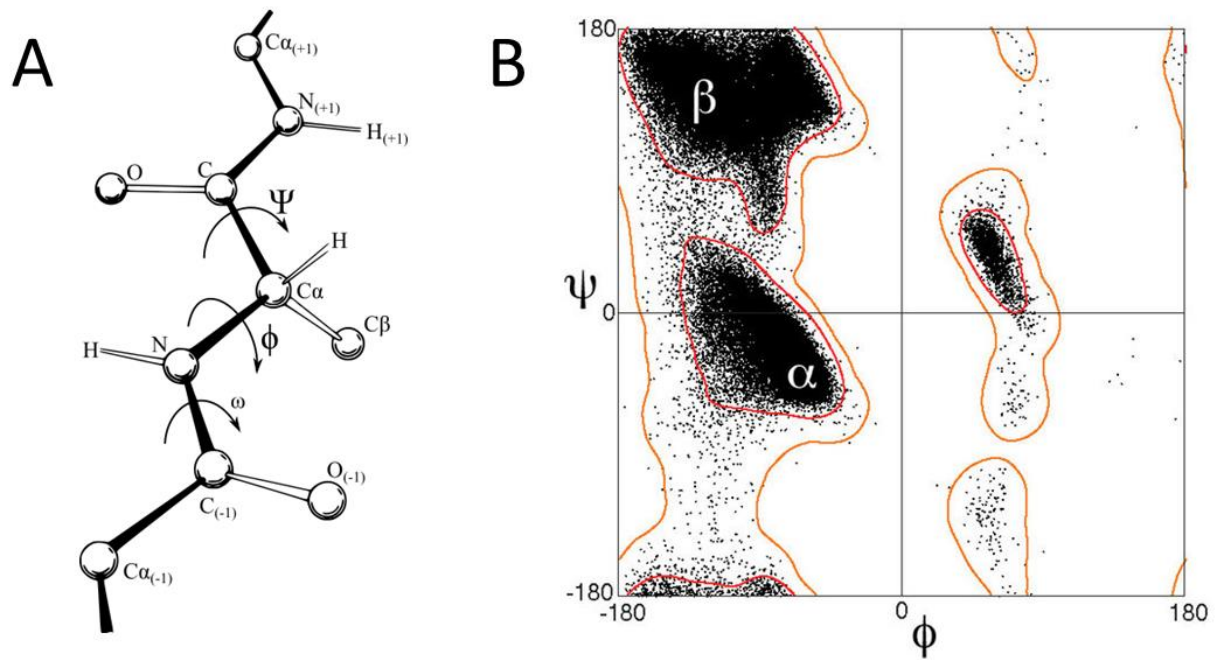 A
Cα(+1)
N(+1)
H(+1)
O
C
Ψ
H
Cα
N
H
ϕ
Cβ
ω
O(-1)
C(-1)
Cα(-1)
B
180
β
ψ
0
α
-180
-180
0
180
ϕ